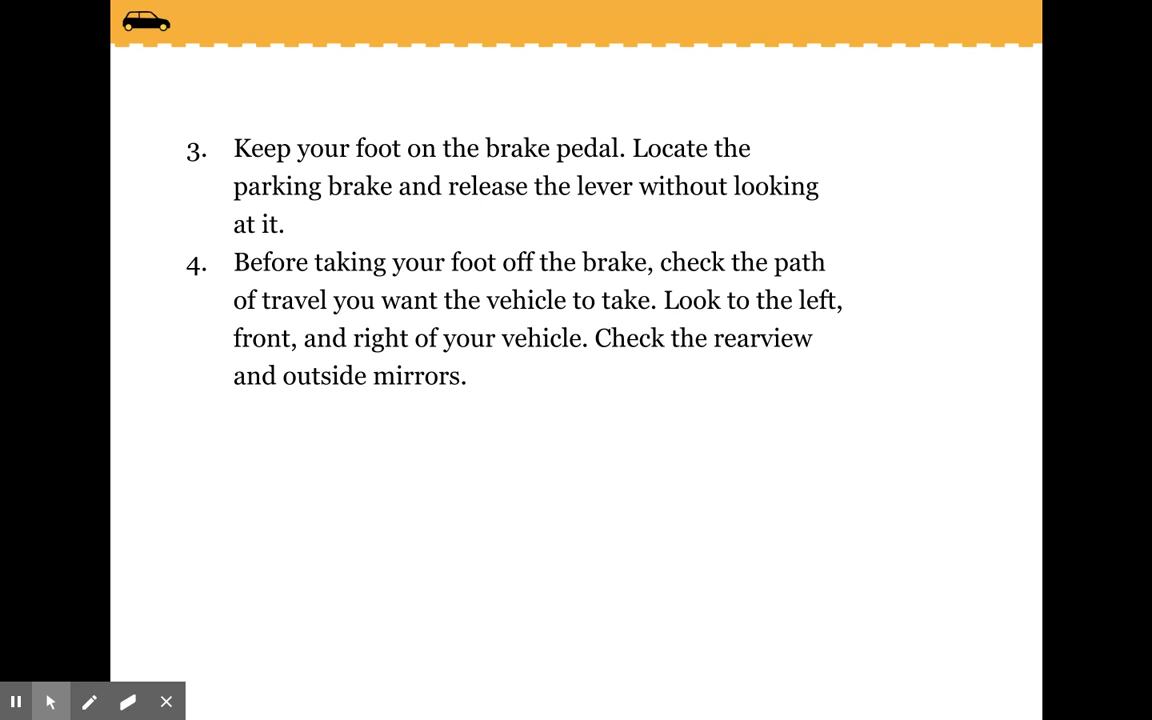 3. Keep your foot on the brake pedal. Locate the
parking brake and release the lever without looking
at it.
4. Before taking your foot off the brake, check the path
of travel you want the vehicle to take. Look to the left,
front, and right of your vehicle. Check the rearview
and outside mirrors.